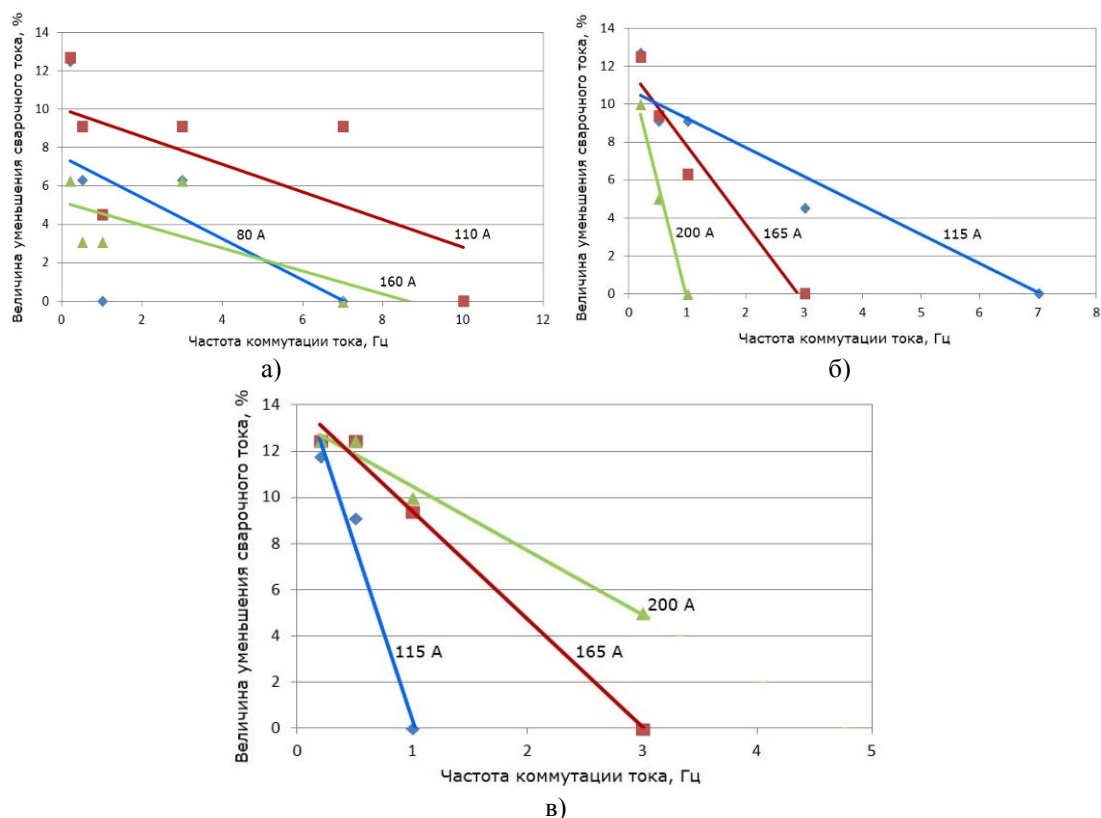 Величина уменьшения сварочного тока, %
14
12
10
8
6
4
2
0
80 А
110 А
160 А
0 2 4 6 8 10 12
Частота коммутации тока, Гц
а)
Величина уменьшения сварочного тока, %
14
12
10
8
6
4
2
0
200 А
165 А
115 А
0 1 2 3 4 5 6 7 8
Частота коммутации тока, Гц
б)
Величина уменьшения сварочного тока, %
14
12
10
8
6
4
2
0
200 А
115 А
165 А
0 1 3 4 5
Частота коммутации тока, Гц
в)